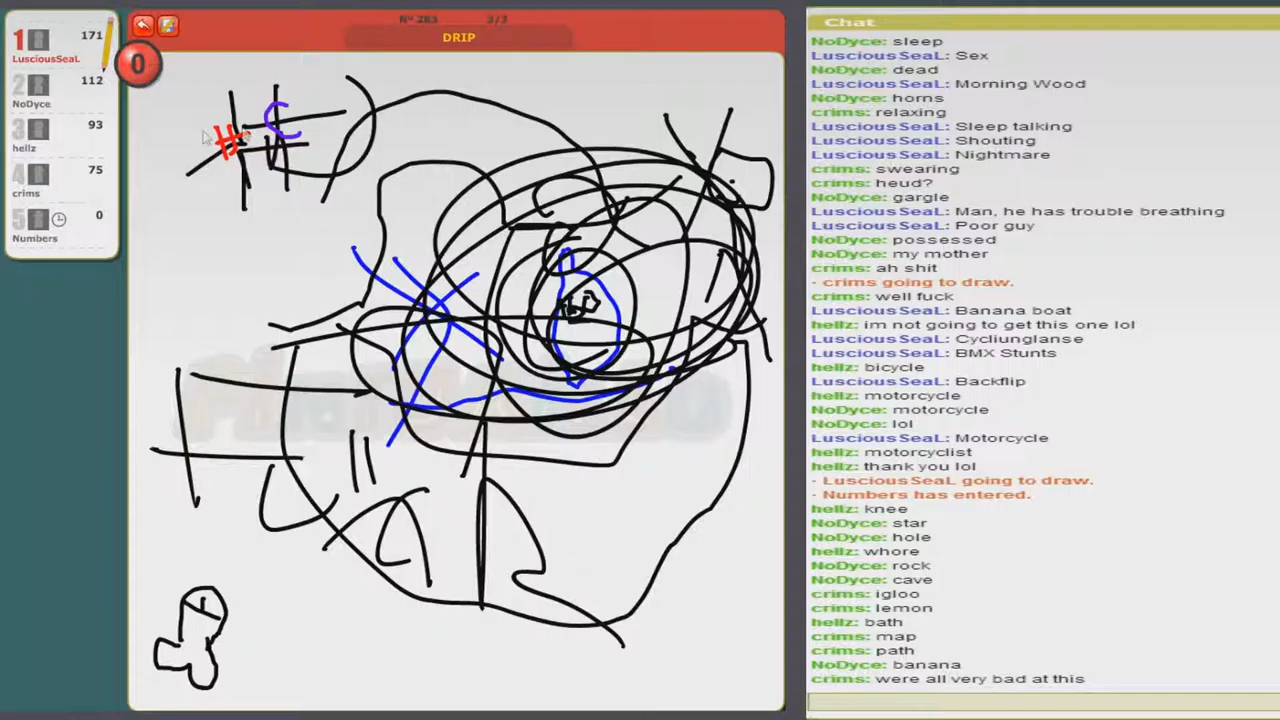 1
171
LusciousSeaL
2
112
NoDyce
3
93
hellz
4
75
crims
5
0
Numbers
0
Nº 283
3/3
DRIP
Chat
NoDyce: sleep
LusciousSeaL: Sex
NoDyce: dead
LusciousSeaL: Morning Wood
NoDyce: horns
crims: relaxing
LusciousSeaL: Sleep talking
LusciousSeaL: Shouting
LusciousSeaL: Nightmare
crims: swearing
crims: heud?
NoDyce: gargle
LusciousSeaL: Man, he has trouble breathing
LusciousSeaL: Poor guy
NoDyce: possessed
NoDyce: my mother
crims: ah shit
- crims going to draw.
crims: well fuck
LusciousSeaL: Banana boat
hellz: im not going to get this one lol
LusciousSeaL: Cycliunglanse
LusciousSeaL: BMX Stunts
hellz: bicycle
LusciousSeaL: Backflip
hellz: motorcycle
NoDyce: motorcycle
NoDyce: lol
LusciousSeaL: Motorcycle
hellz: motorcyclist
hellz: thank you lol
- LusciousSeaL going to draw.
- Numbers has entered.
hellz: knee
NoDyce: star
NoDyce: hole
hellz: whore
NoDyce: rock
NoDyce: cave
crims: igloo
crims: lemon
hellz: bath
crims: map
crims: path
NoDyce: banana
crims: were all very bad at this